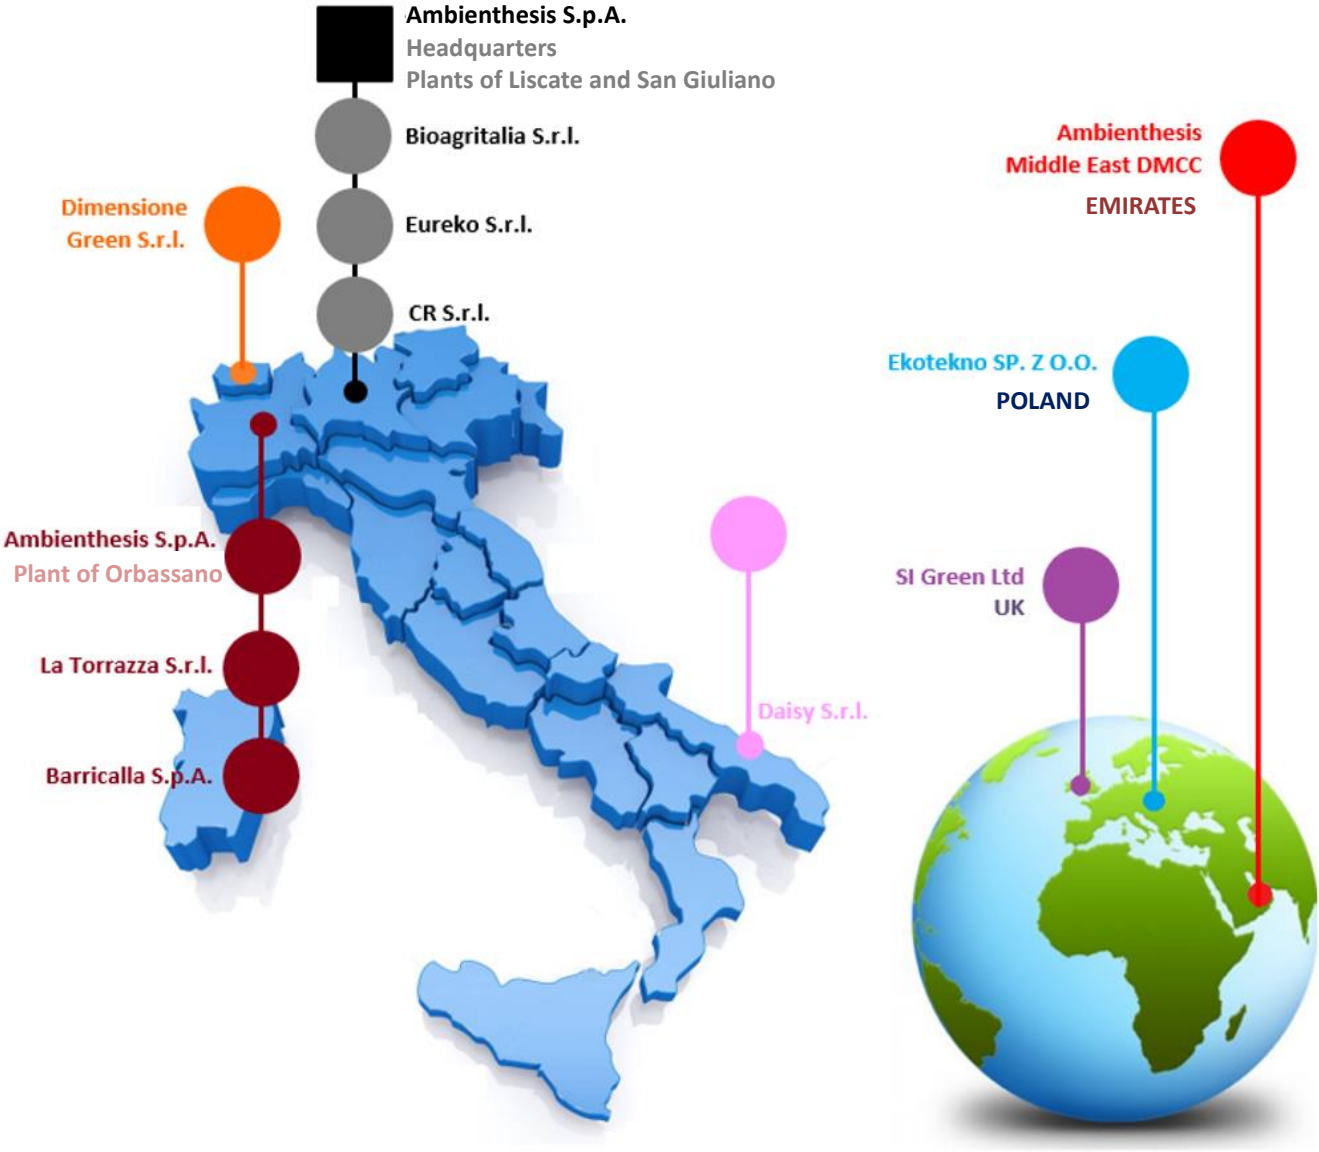 Ambienthesis S.p.A.
Headquarters
Plants of Liscate and San Giuliano
Bioagritalia S.r.l.
Eureko S.r.l.
CR S.r.l.
Dimensione
Green S.r.l.
Ambienthesis S.p.A.
Plant of Orbassano
La Torrazza S.r.l.
Barricalla S.p.A.
Daisy S.r.l.
Ambienthesis
Middle East DMCC
EMIRATES
Ekotekno SP. Z O.O.
POLAND
SI Green Ltd
UK